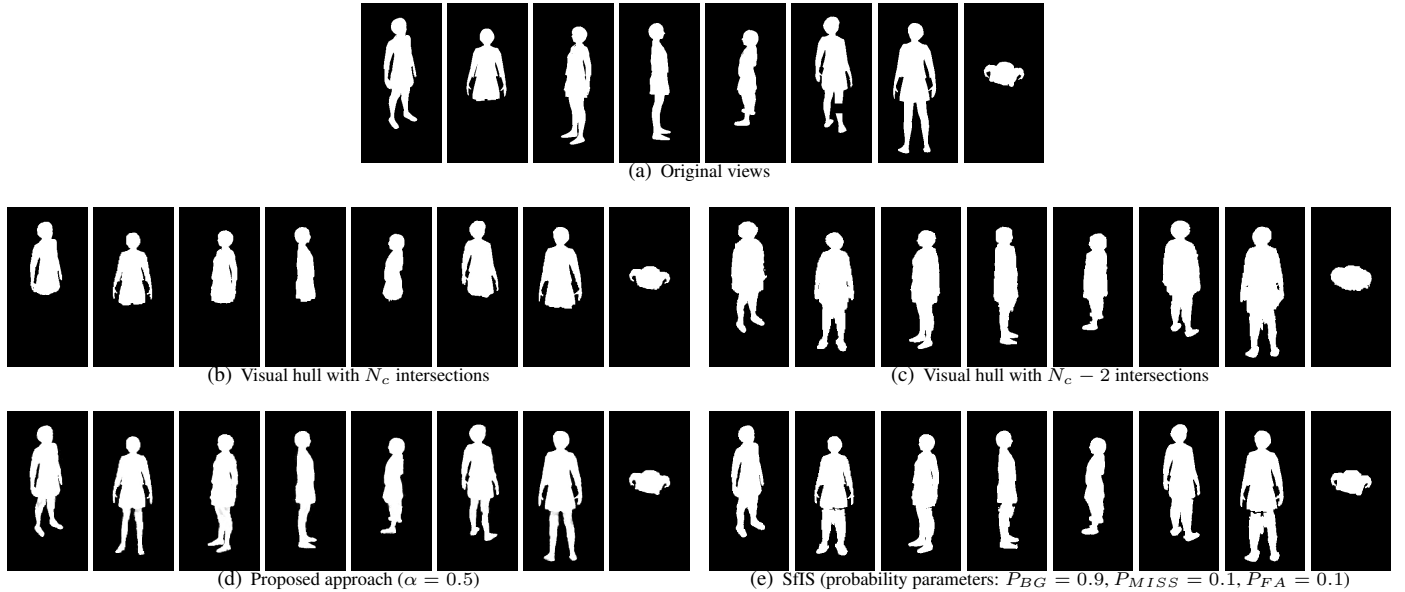 (a) Original views
(b) Visual hull with N_c intersections
(c) Visual hull with N_c − 2 intersections
(d) Proposed approach (α = 0.5)
(e) SfIS (probability parameters: P_BG = 0.9, P_MISS = 0.1, P_FA = 0.1)